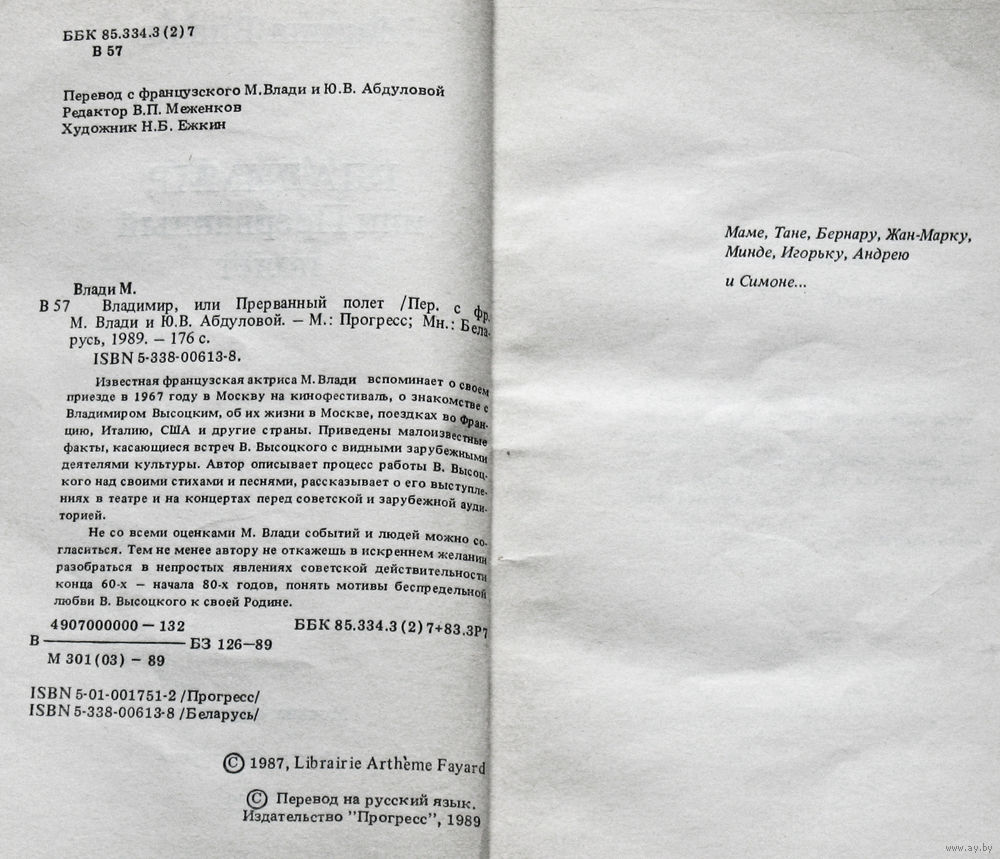 ББК 85.334.3(2)7
В 57
Перевод с французского М.Влади и Ю.В. Абдуловой
Редактор В.П. Меженков
Художник Н.Б. Ежкин
Влади М.
В 57 Владимир, или Прерванный полет /Пер. с фр.
М. Влади и Ю.В. Абдуловой. – М.: Прогресс; Мн.: Бела-
русь, 1989. – 176 с.
ISBN 5-338-00613-8.
Известная французская актриса М.Влади вспоминает о своем
приезде в 1967 году в Москву на кинофестиваль, о знакомстве с
Владимиром Высоцким, об их жизни в Москве, поездках во Фран-
цию, Италию, США и другие страны. Приведены малоизвестные
факты, касающиеся встреч В. Высоцкого с видными зарубежными
деятелями культуры. Автор описывает процесс работы В. Высоц-
кого над своими стихами и песнями, рассказывает о его выступле-
ниях в театре и на концертах перед советской и зарубежной ауди-
торией.
Не со всеми оценками М. Влади событий и людей можно со-
гласиться. Тем не менее автору не откажешь в искреннем желании
разобраться в непростых явлениях советской действительности
конца 60-х – начала 80-х годов, понять мотивы беспредельной
любви В. Высоцкого к своей Родине.
4907000000 – 132
В БЗ 126–89
М 301(03) – 89
ББК 85.334.3(2)7+83.3Р7
ISBN 5-01-001751-2 /Прогресс/
ISBN 5-338-00613-8 /Беларусь/
© 1987, Librairie Arthème Fayard
© Перевод на русский язык.
Издательство "Прогресс", 1989
Маме, Тане, Бернару, Жан-Марку,
Минде, Игорьку, Андрею
и Симоне...
www.ay.by